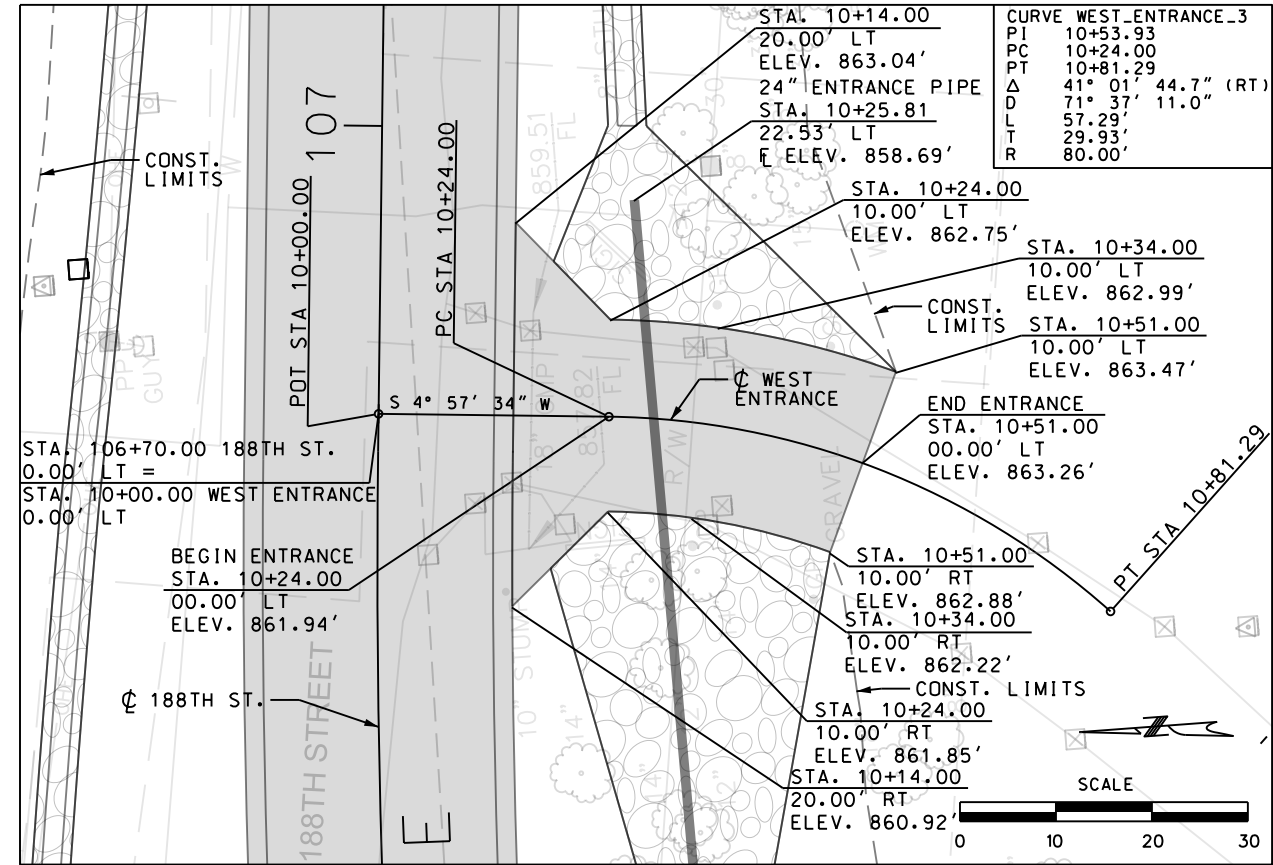 STA. 10+14.00
20.00' LT
ELEV. 863.04'
24" ENTRANCE PIPE
STA. 10+25.81
22.53' LT
FL ELEV. 858.69'
CURVE WEST_ENTRANCE_3
PI 10+53.93
PC 10+24.00
PT 10+81.29
Δ 41° 01' 44.7" (RT)
D 71° 37' 11.0"
L 57.29'
T 29.93'
R 80.00'
107
CONST.
LIMITS
POT STA 10+00.00
PC STA 10+24.00
859.51
FL
STA. 10+24.00
10.00' LT
ELEV. 862.75'
STA. 10+34.00
10.00' LT
ELEV. 862.99'
CONST.
LIMITS
STA. 10+51.00
10.00' LT
ELEV. 863.47'
GUY
℄ WEST
ENTRANCE
S 4° 57' 34" W
FL
18"
R/W
END ENTRANCE
STA. 10+51.00
00.00' LT
ELEV. 863.26'
STA. 106+70.00 188TH ST.
0.00' LT =
STA. 10+00.00 WEST ENTRANCE
0.00' LT
GRAVEL
PT STA 10+81.29
BEGIN ENTRANCE
STA. 10+24.00
00.00' LT
ELEV. 861.94'
STA. 10+51.00
10.00' RT
ELEV. 862.88'
STA. 10+34.00
10.00' RT
ELEV. 862.22'
CONST. LIMITS
℄ 188TH ST.
188TH STREET
10"
14"
STA. 10+24.00
10.00' RT
ELEV. 861.85'
STA. 10+14.00
20.00' RT
ELEV. 860.92'
E
SCALE
0 10 20 30